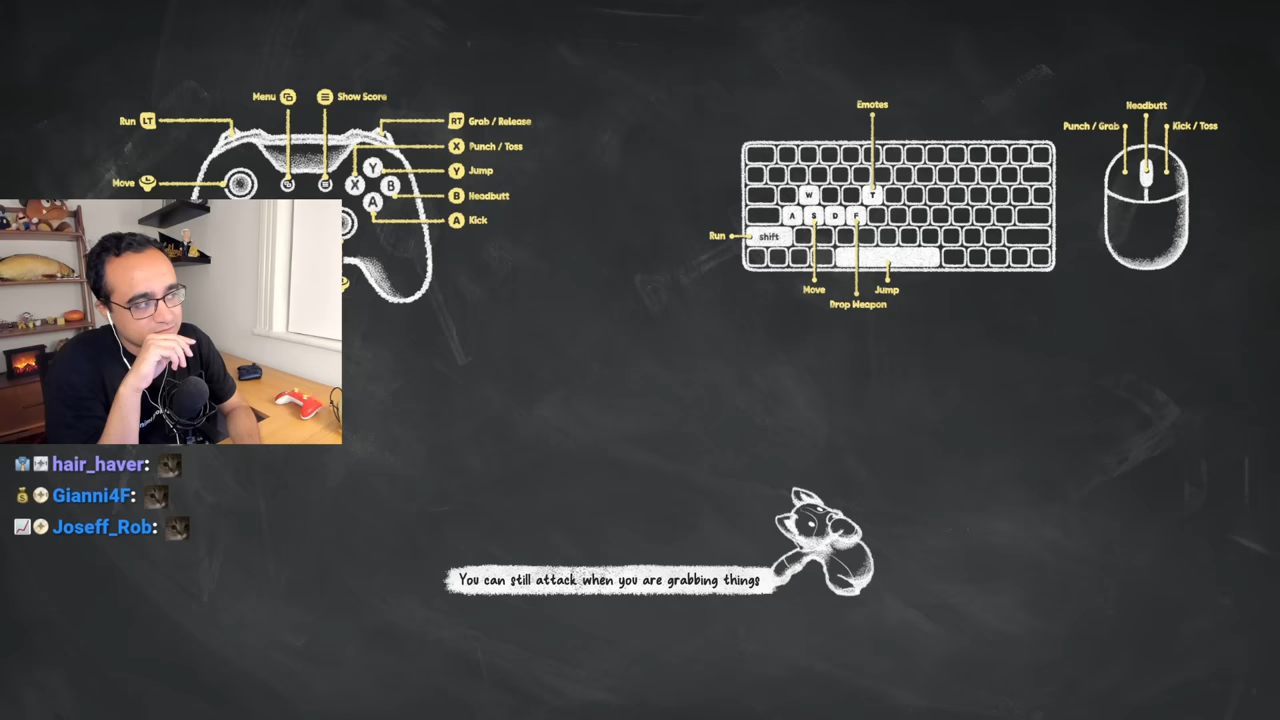 Menu
Show Score
Run LT
RT Grab / Release
X Punch / Toss
Y Jump
Move
B Headbutt
A Kick
Y
X B
A
Emotes
Headbutt
Punch / Grab
Kick / Toss
W T
A S D F
Run shift
Move Jump
Drop Weapon
hair_haver:
Gianni4F:
Joseff_Rob:
You can still attack when you are grabbing things